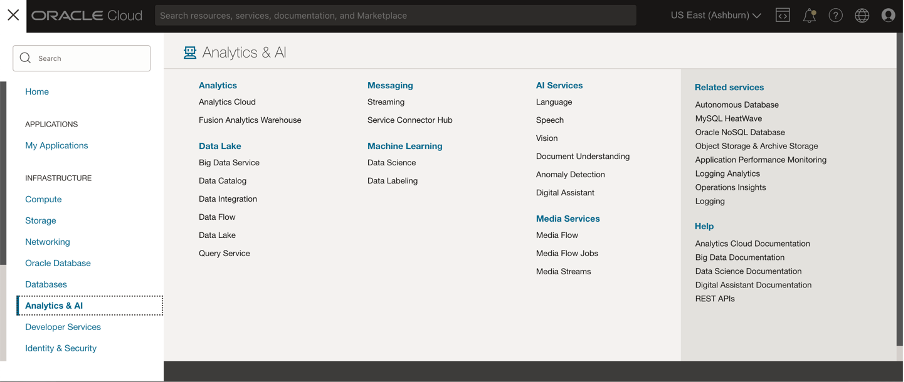 ORACLE Cloud
Search resources, services, documentation, and Marketplace
US East (Ashburn)
Search
Home
APPLICATIONS
My Applications
INFRASTRUCTURE
Compute
Storage
Networking
Oracle Database
Databases
Analytics & AI
Developer Services
Identity & Security
Analytics & AI
Analytics
Analytics Cloud
Fusion Analytics Warehouse
Data Lake
Big Data Service
Data Catalog
Data Integration
Data Flow
Data Lake
Query Service
Messaging
Streaming
Service Connector Hub
Machine Learning
Data Science
Data Labeling
AI Services
Language
Speech
Vision
Document Understanding
Anomaly Detection
Digital Assistant
Media Services
Media Flow
Media Flow Jobs
Media Streams
Related services
Autonomous Database
MySQL HeatWave
Oracle NoSQL Database
Object Storage & Archive Storage
Application Performance Monitoring
Logging Analytics
Operations Insights
Logging
Help
Analytics Cloud Documentation
Big Data Documentation
Data Science Documentation
Digital Assistant Documentation
REST APIs